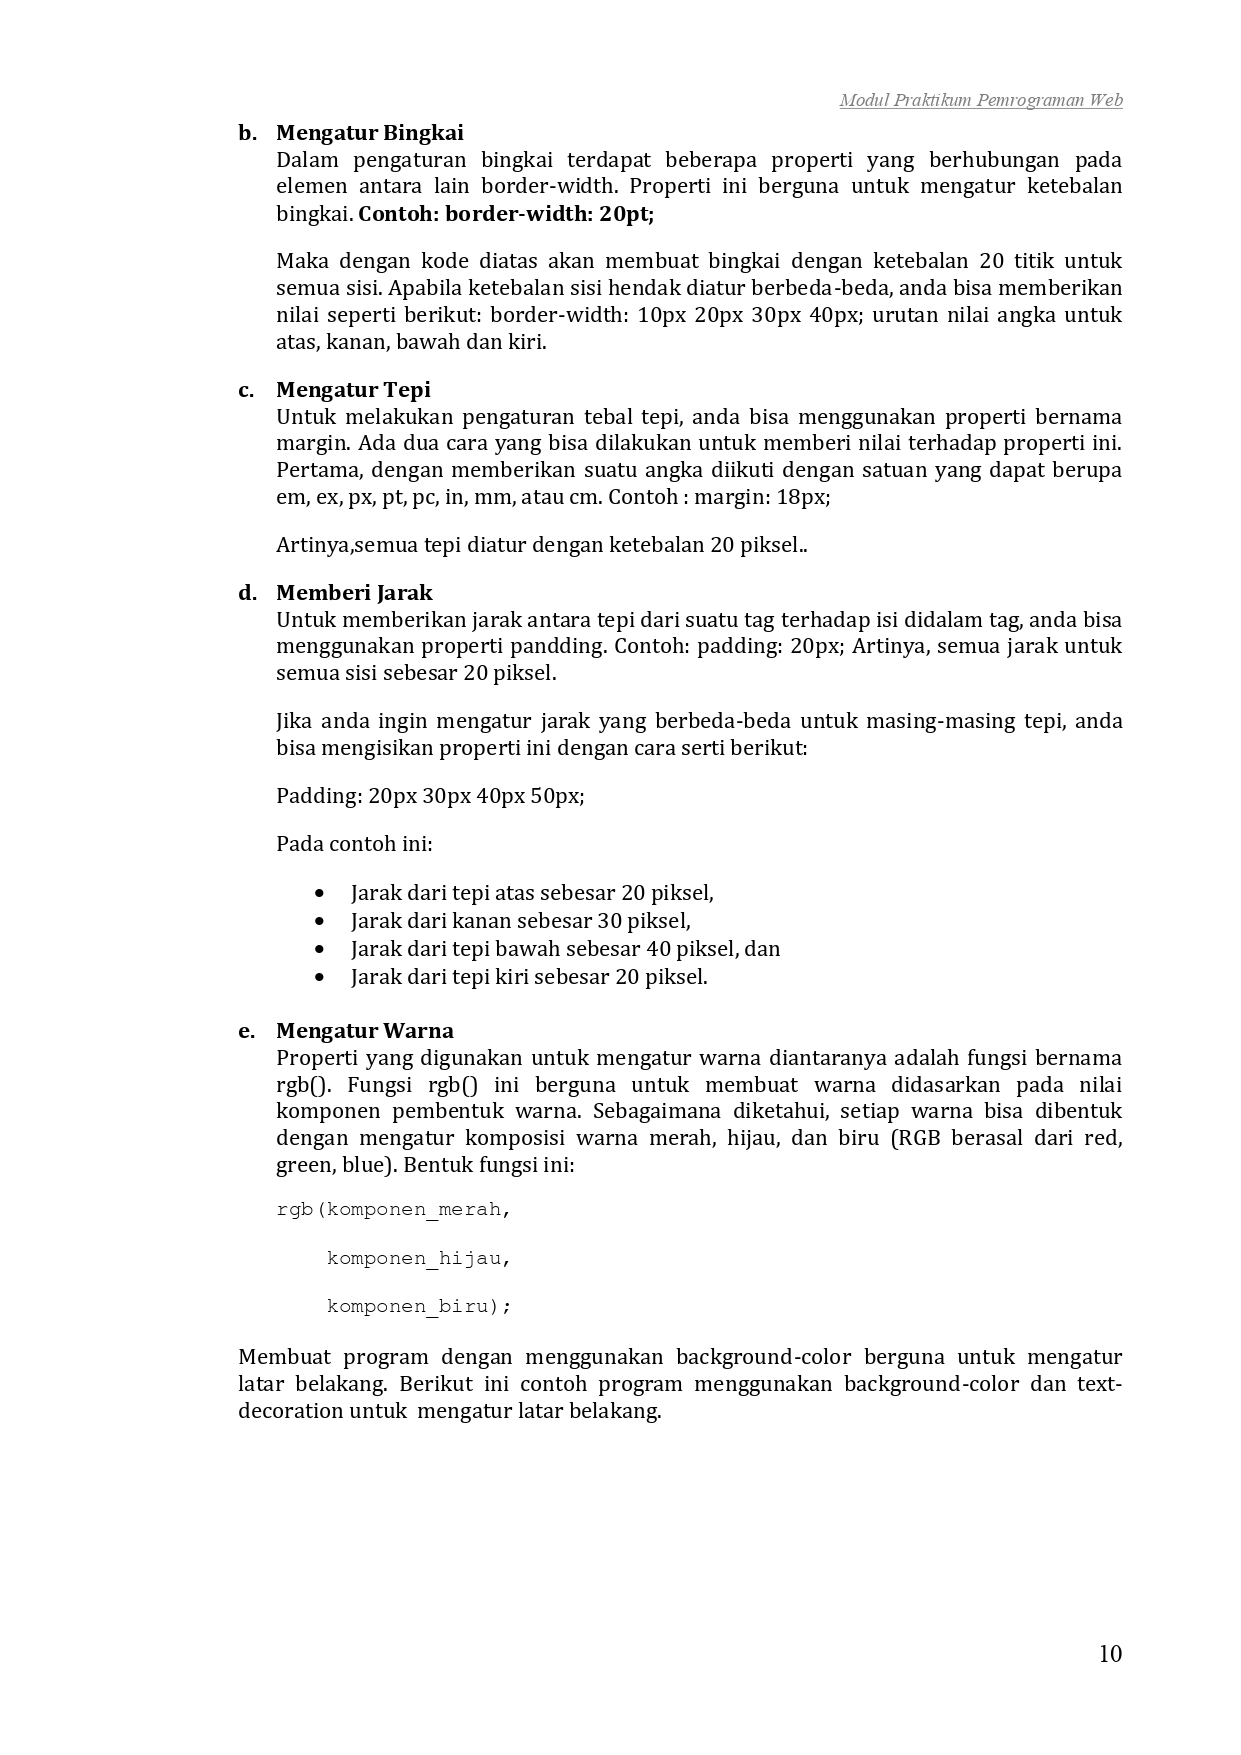 Modul Praktikum Pemrograman Web
b. Mengatur Bingkai
Dalam pengaturan bingkai terdapat beberapa properti yang berhubungan pada
elemen antara lain border-width. Properti ini berguna untuk mengatur ketebalan
bingkai. Contoh: border-width: 20pt;
Maka dengan kode diatas akan membuat bingkai dengan ketebalan 20 titik untuk
semua sisi. Apabila ketebalan sisi hendak diatur berbeda-beda, anda bisa memberikan
nilai seperti berikut: border-width: 10px 20px 30px 40px; urutan nilai angka untuk
atas, kanan, bawah dan kiri.
c. Mengatur Tepi
Untuk melakukan pengaturan tebal tepi, anda bisa menggunakan properti bernama
margin. Ada dua cara yang bisa dilakukan untuk memberi nilai terhadap properti ini.
Pertama, dengan memberikan suatu angka diikuti dengan satuan yang dapat berupa
em, ex, px, pt, pc, in, mm, atau cm. Contoh : margin: 18px;
Artinya,semua tepi diatur dengan ketebalan 20 piksel..
d. Memberi Jarak
Untuk memberikan jarak antara tepi dari suatu tag terhadap isi didalam tag, anda bisa
menggunakan properti pandding. Contoh: padding: 20px; Artinya, semua jarak untuk
semua sisi sebesar 20 piksel.
Jika anda ingin mengatur jarak yang berbeda-beda untuk masing-masing tepi, anda
bisa mengisikan properti ini dengan cara serti berikut:
Padding: 20px 30px 40px 50px;
Pada contoh ini:
• Jarak dari tepi atas sebesar 20 piksel,
• Jarak dari kanan sebesar 30 piksel,
• Jarak dari tepi bawah sebesar 40 piksel, dan
• Jarak dari tepi kiri sebesar 20 piksel.
e. Mengatur Warna
Properti yang digunakan untuk mengatur warna diantaranya adalah fungsi bernama
rgb(). Fungsi rgb() ini berguna untuk membuat warna didasarkan pada nilai
komponen pembentuk warna. Sebagaimana diketahui, setiap warna bisa dibentuk
dengan mengatur komposisi warna merah, hijau, dan biru (RGB berasal dari red,
green, blue). Bentuk fungsi ini:
rgb(komponen_merah,
komponen_hijau,
komponen_biru);
Membuat program dengan menggunakan background-color berguna untuk mengatur
latar belakang. Berikut ini contoh program menggunakan background-color dan text-
decoration untuk  mengatur latar belakang.
10